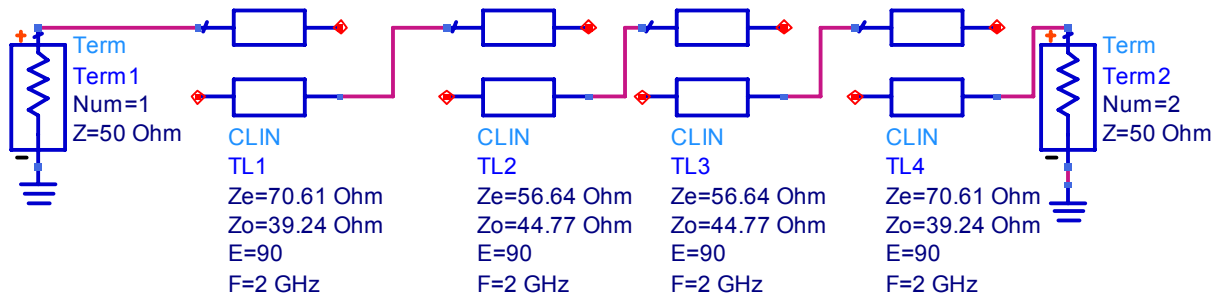 Term
Term1
Num=1
Z=50 Ohm
CLIN
TL1
Ze=70.61 Ohm
Zo=39.24 Ohm
E=90
F=2 GHz
CLIN
TL2
Ze=56.64 Ohm
Zo=44.77 Ohm
E=90
F=2 GHz
CLIN
TL3
Ze=56.64 Ohm
Zo=44.77 Ohm
E=90
F=2 GHz
CLIN
TL4
Ze=70.61 Ohm
Zo=39.24 Ohm
E=90
F=2 GHz
Term
Term2
Num=2
Z=50 Ohm